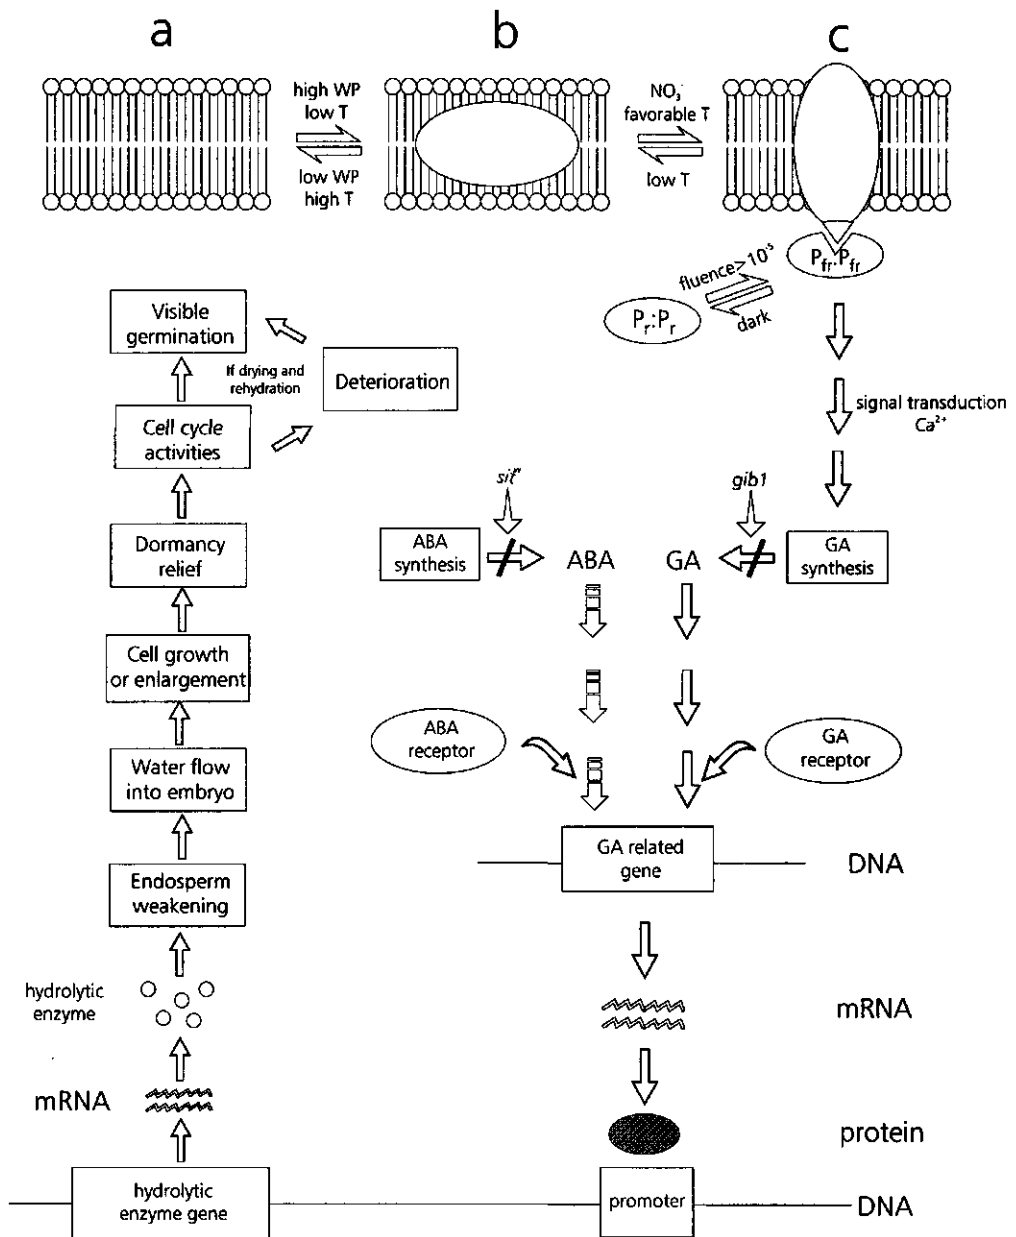 a
b
c
high WP
low T
low WP
high T
NO₃⁻
favorable T
low T
Pfr:Pfr
fluence>10⁻⁵
dark
Pr:Pr
Visible
germination
If drying and
rehydration
Deterioration
Cell cycle
activities
signal transduction
Ca²⁺
sitʷ
gib1
ABA
synthesis
ABA
GA
GA
synthesis
Dormancy
relief
Cell growth
or enlargement
ABA
receptor
GA
receptor
Water flow
into embryo
GA related
gene
DNA
Endosperm
weakening
hydrolytic
enzyme
mRNA
mRNA
protein
hydrolytic
enzyme gene
promoter
DNA